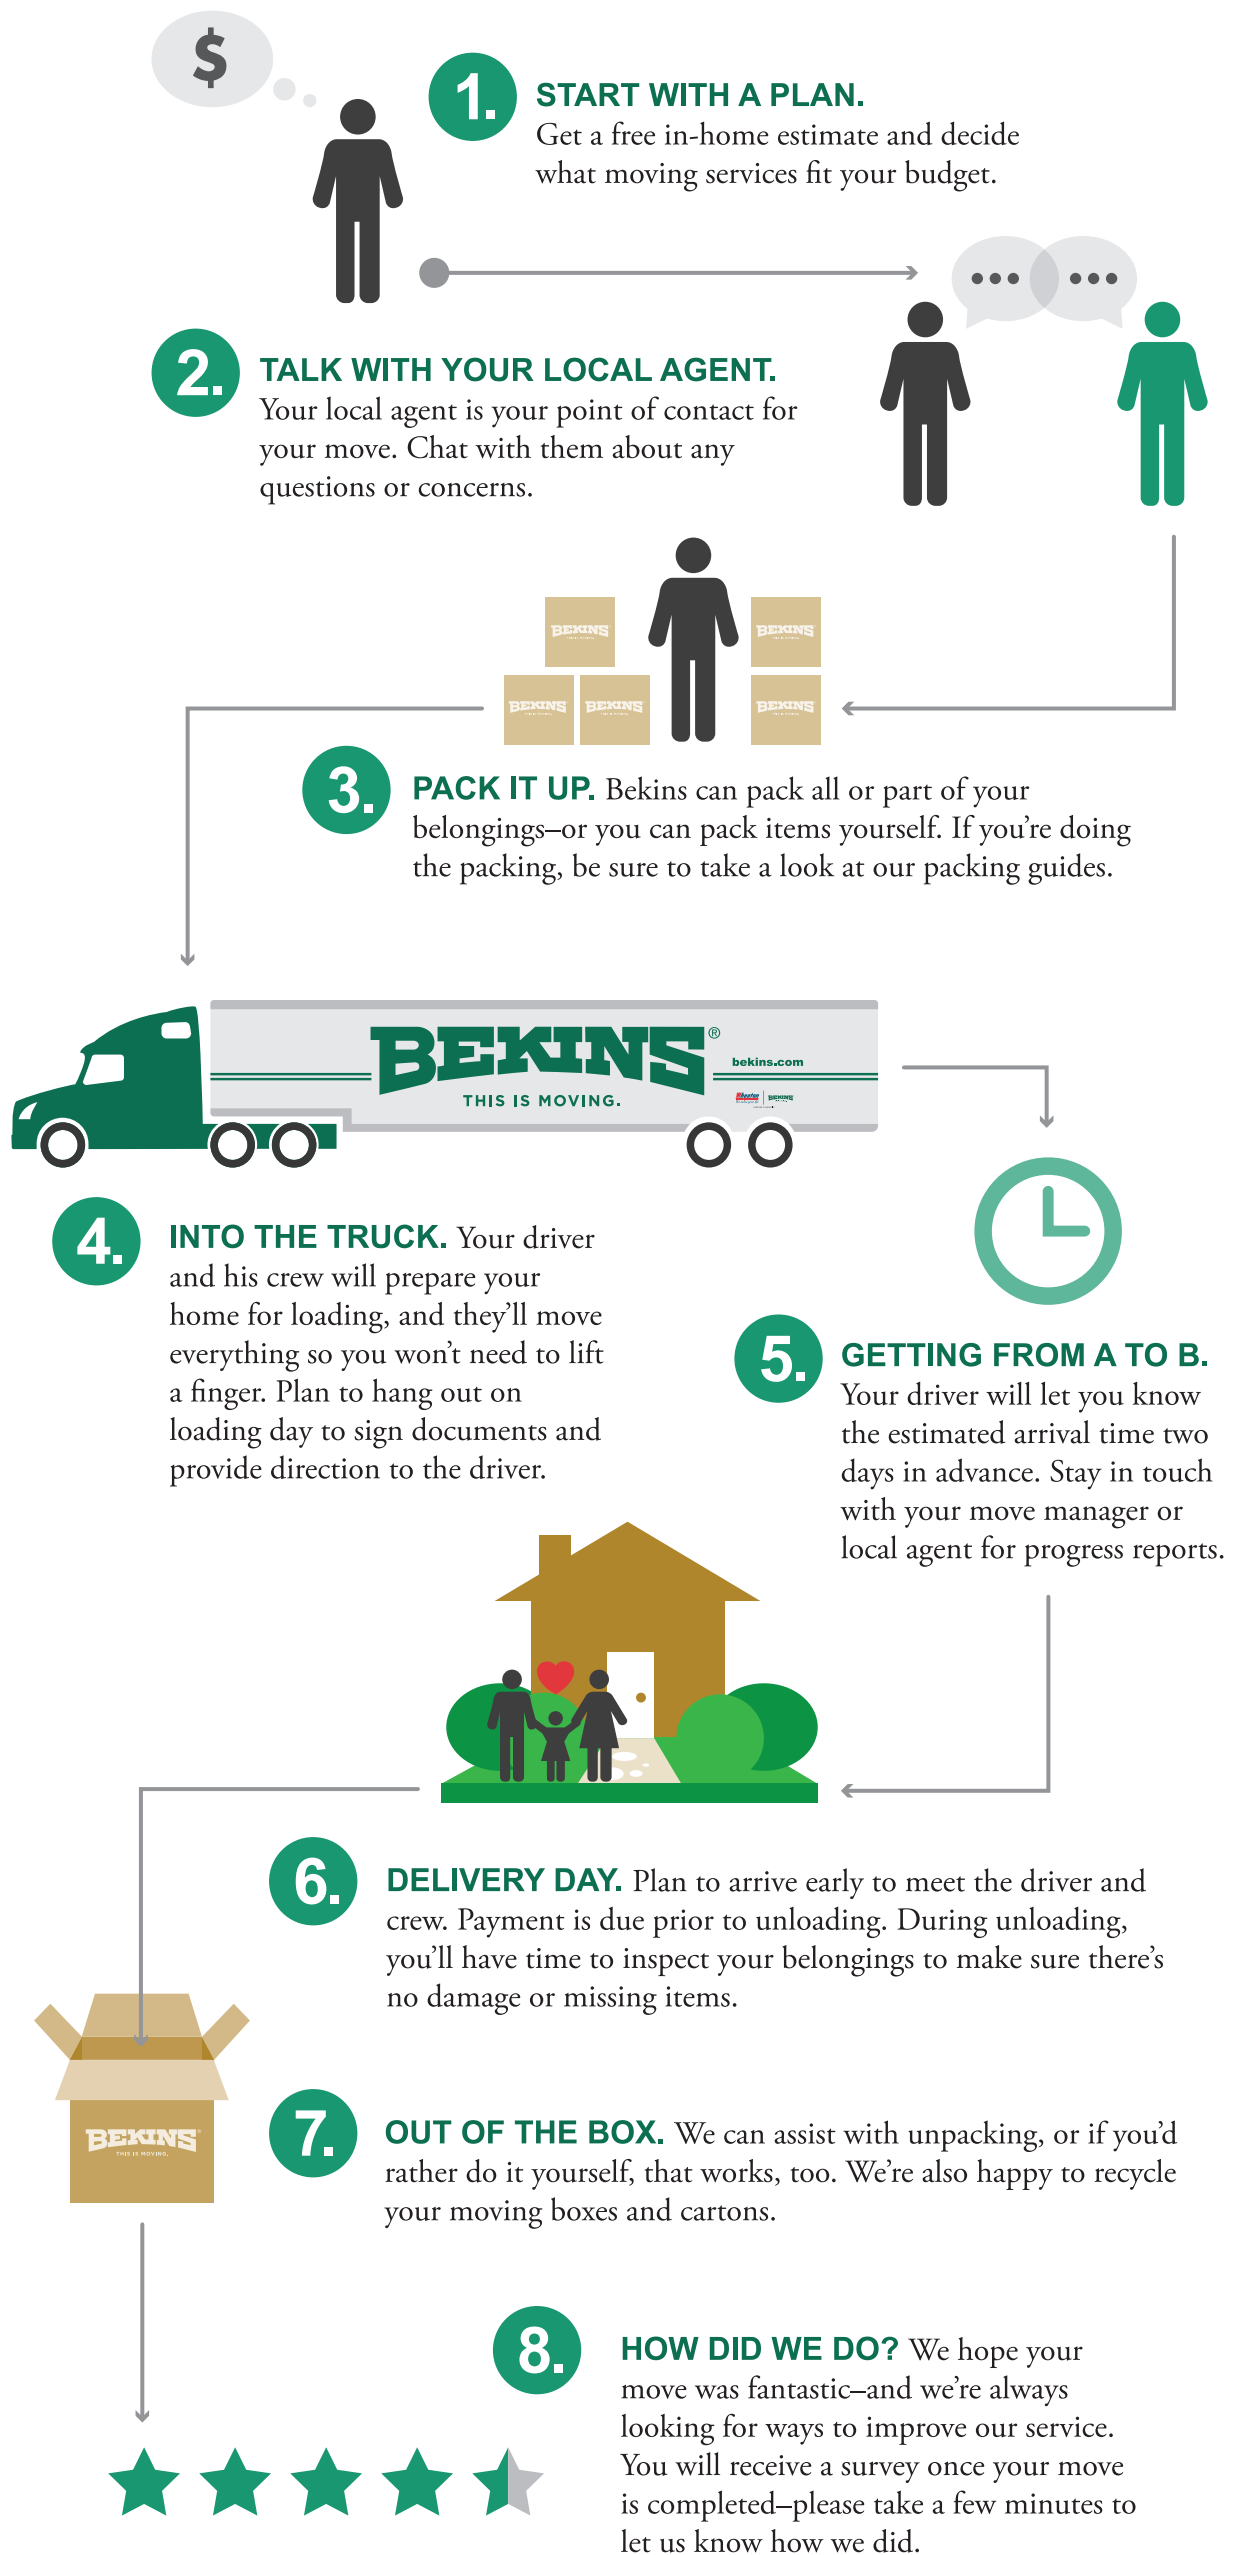 $
1. START WITH A PLAN.
Get a free in-home estimate and decide
what moving services fit your budget.
2. TALK WITH YOUR LOCAL AGENT.
Your local agent is your point of contact for
your move. Chat with them about any
questions or concerns.
BEKINS
BEKINS
BEKINS
BEKINS
BEKINS
3. PACK IT UP. Bekins can pack all or part of your
belongings–or you can pack items yourself. If you’re doing
the packing, be sure to take a look at our packing guides.
BEKINS®
bekins.com
THIS IS MOVING.
Wheaton BEKINS
4. INTO THE TRUCK. Your driver
and his crew will prepare your
home for loading, and they’ll move
everything so you won’t need to lift
a finger. Plan to hang out on
loading day to sign documents and
provide direction to the driver.
5. GETTING FROM A TO B.
Your driver will let you know
the estimated arrival time two
days in advance. Stay in touch
with your move manager or
local agent for progress reports.
6. DELIVERY DAY. Plan to arrive early to meet the driver and
crew. Payment is due prior to unloading. During unloading,
you’ll have time to inspect your belongings to make sure there’s
no damage or missing items.
BEKINS®
THIS IS MOVING.
7. OUT OF THE BOX. We can assist with unpacking, or if you’d
rather do it yourself, that works, too. We’re also happy to recycle
your moving boxes and cartons.
8. HOW DID WE DO? We hope your
move was fantastic–and we’re always
looking for ways to improve our service.
You will receive a survey once your move
is completed–please take a few minutes to
let us know how we did.